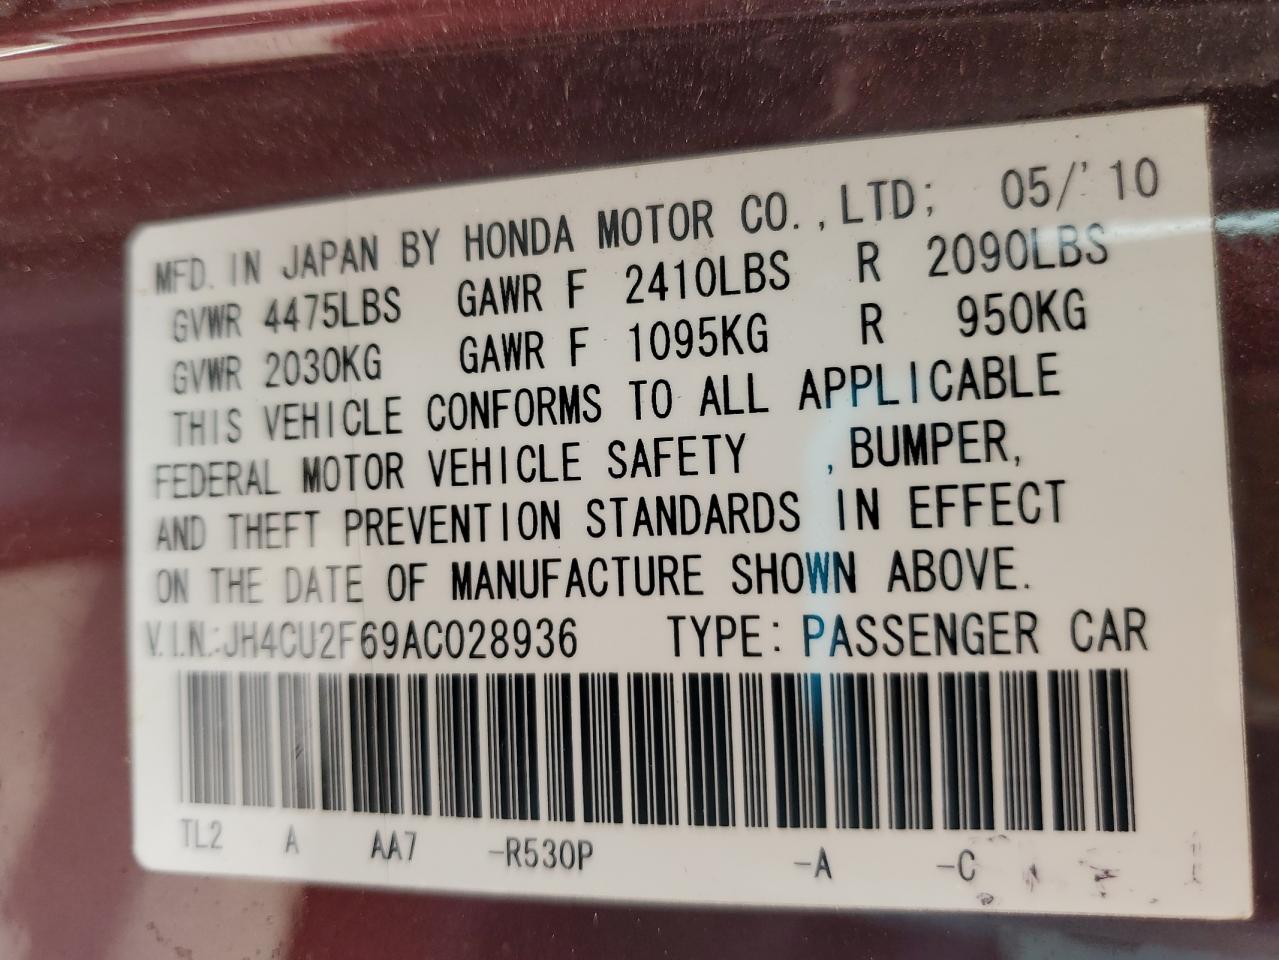 MFD. IN JAPAN BY HONDA MOTOR CO.,LTD; 05/'10
GVWR 4475LBS GAWR F 2410LBS R 2090LBS
GVWR 2030KG GAWR F 1095KG R 950KG
THIS VEHICLE CONFORMS TO ALL APPLICABLE
FEDERAL MOTOR VEHICLE SAFETY , BUMPER,
AND THEFT PREVENTION STANDARDS IN EFFECT
ON THE DATE OF MANUFACTURE SHOWN ABOVE.
V.I.N.:JH4CU2F69AC028936 TYPE: PASSENGER CAR
TL2 A AA7 -R530P -A -C